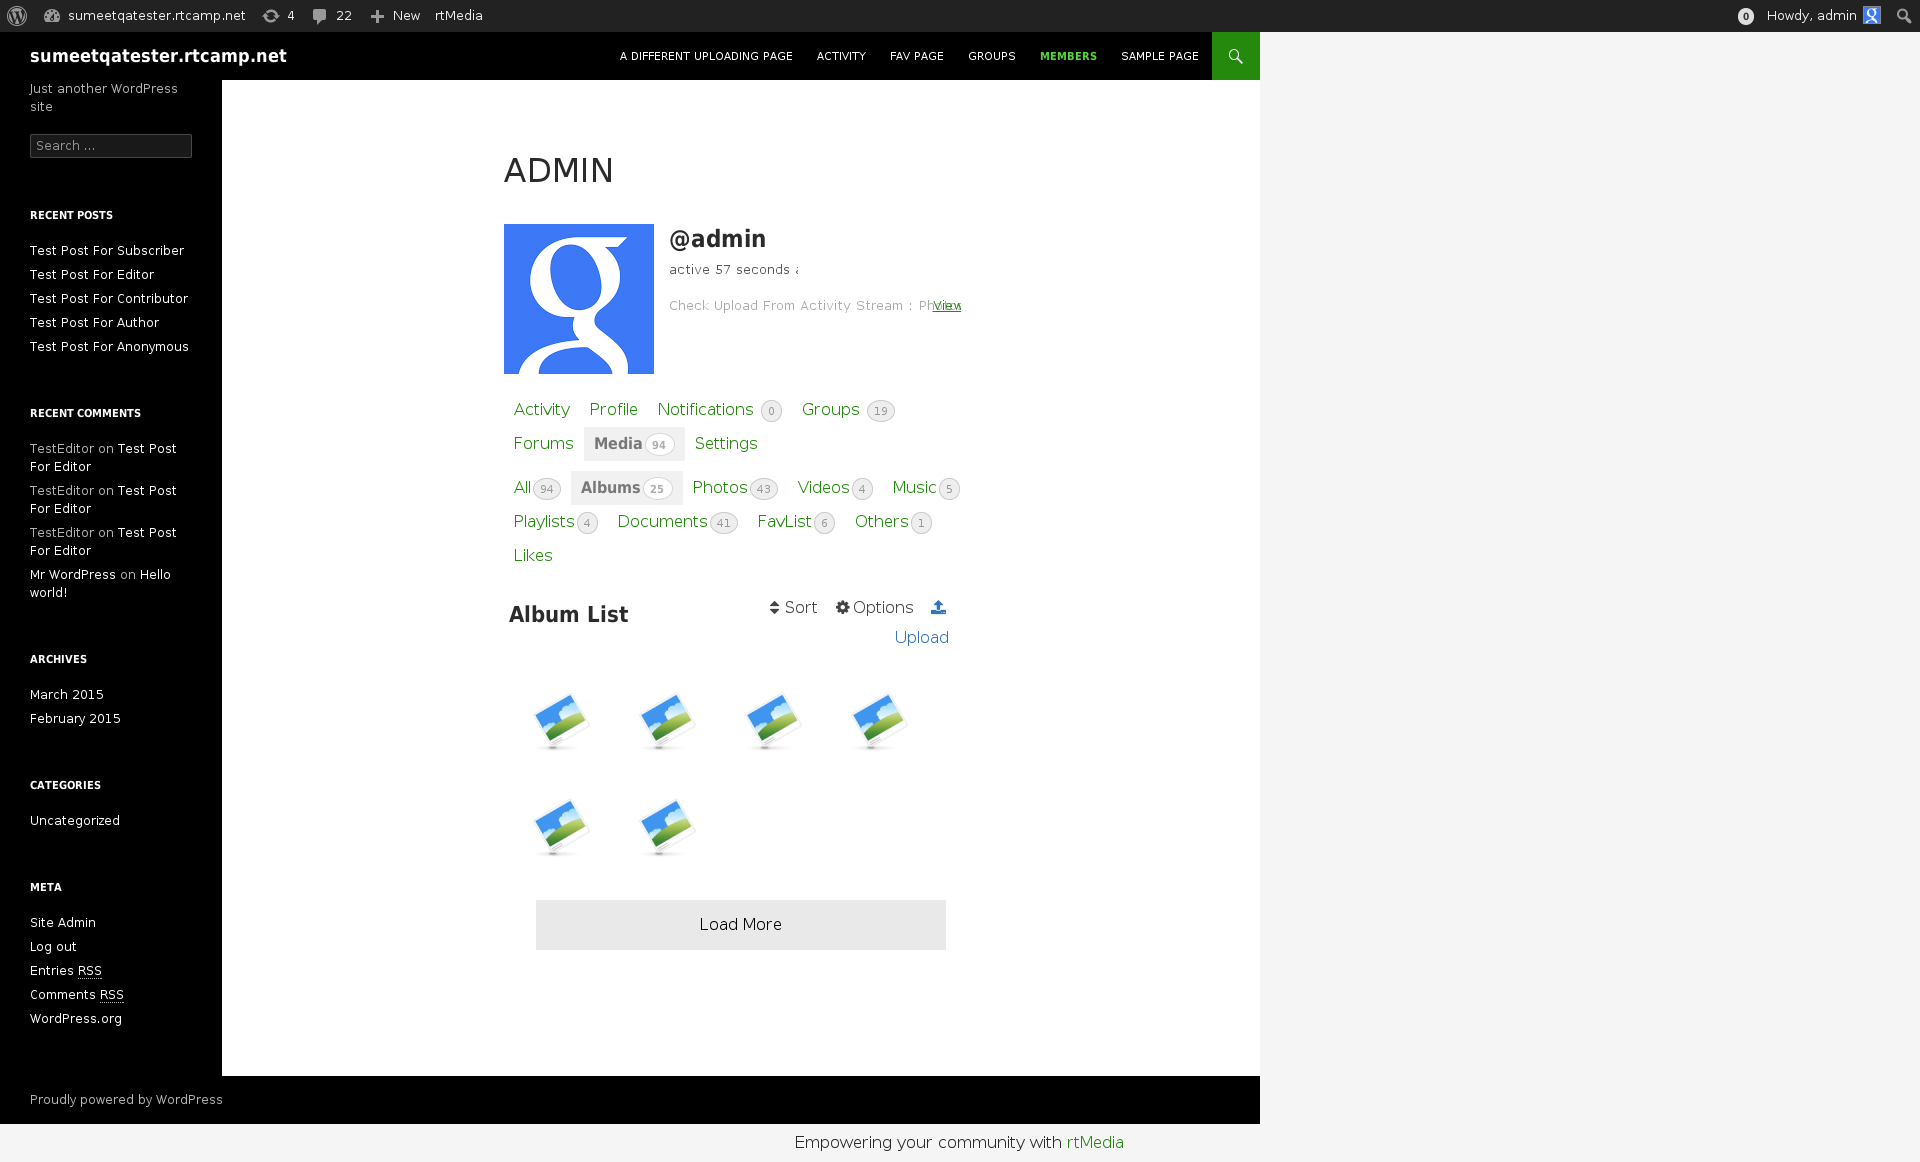 sumeetqatester.rtcamp.net 4 22 New rtMedia 0 Howdy, admin
sumeetqatester.rtcamp.net A DIFFERENT UPLOADING PAGE ACTIVITY FAV PAGE GROUPS MEMBERS SAMPLE PAGE
Just another WordPress
site
Search ...
RECENT POSTS
Test Post For Subscriber
Test Post For Editor
Test Post For Contributor
Test Post For Author
Test Post For Anonymous
RECENT COMMENTS
TestEditor on Test Post
For Editor
TestEditor on Test Post
For Editor
TestEditor on Test Post
For Editor
Mr WordPress on Hello
world!
ARCHIVES
March 2015
February 2015
CATEGORIES
Uncategorized
META
Site Admin
Log out
Entries RSS
Comments RSS
WordPress.org
ADMIN
g
@admin
active 57 seconds
Check Upload From Activity Stream : View
Activity Profile Notifications 0 Groups 19
Forums Media 94 Settings
All 94 Albums 25 Photos 43 Videos 4 Music 5
Playlists 4 Documents 41 FavList 6 Others 1
Likes
Album List
Sort Options
Upload
Load More
Proudly powered by WordPress
Empowering your community with rtMedia